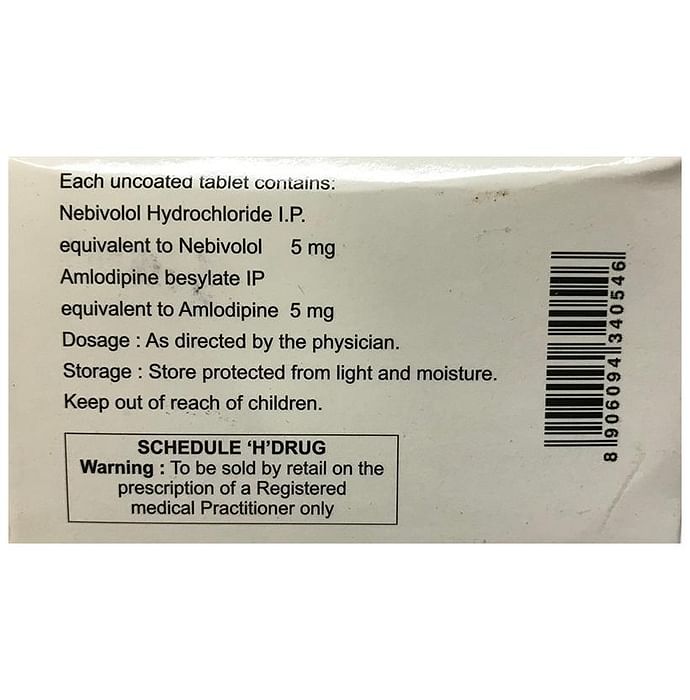 Each uncoated tablet contains:
Nebivolol Hydrochloride I.P.
equivalent to Nebivolol 5 mg
Amlodipine besylate IP
equivalent to Amlodipine 5 mg
Dosage : As directed by the physician.
Storage : Store protected from light and moisture.
Keep out of reach of children.
SCHEDULE ‘H’DRUG
Warning : To be sold by retail on the
prescription of a Registered
medical Practitioner only
8 906094 340546